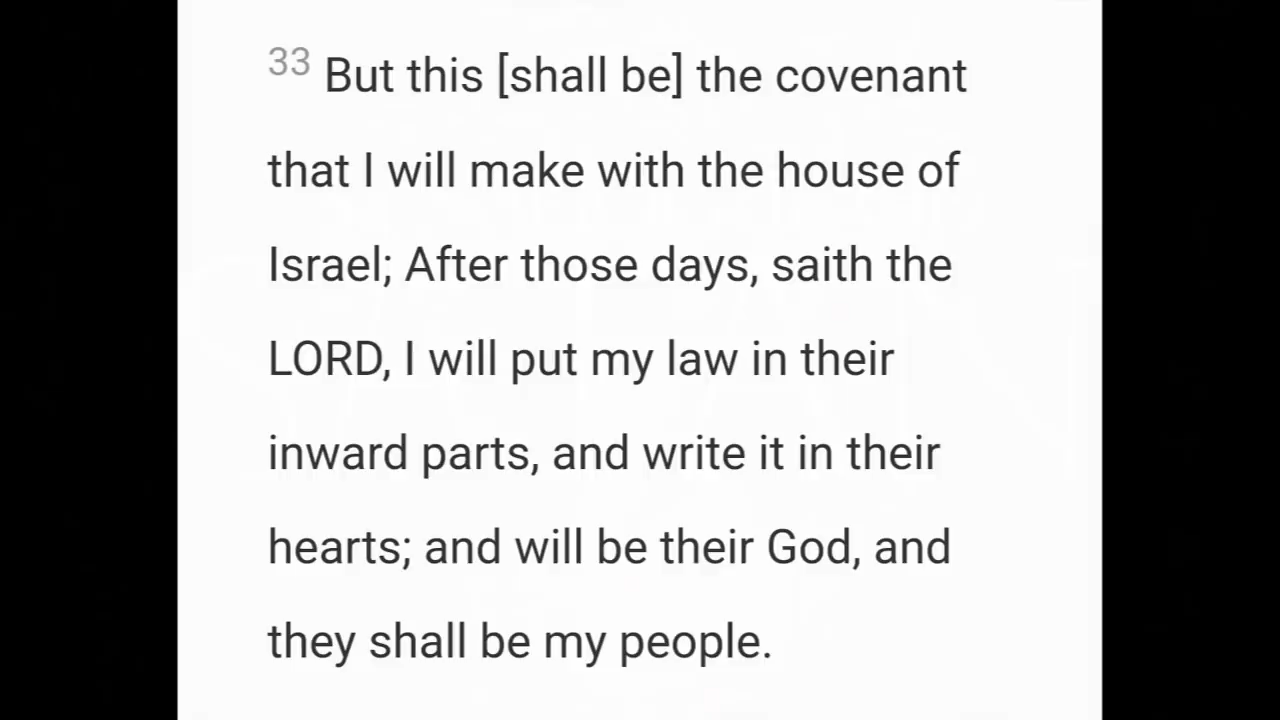 33 But this [shall be] the covenant
that I will make with the house of
Israel; After those days, saith the
LORD, I will put my law in their
inward parts, and write it in their
hearts; and will be their God, and
they shall be my people.